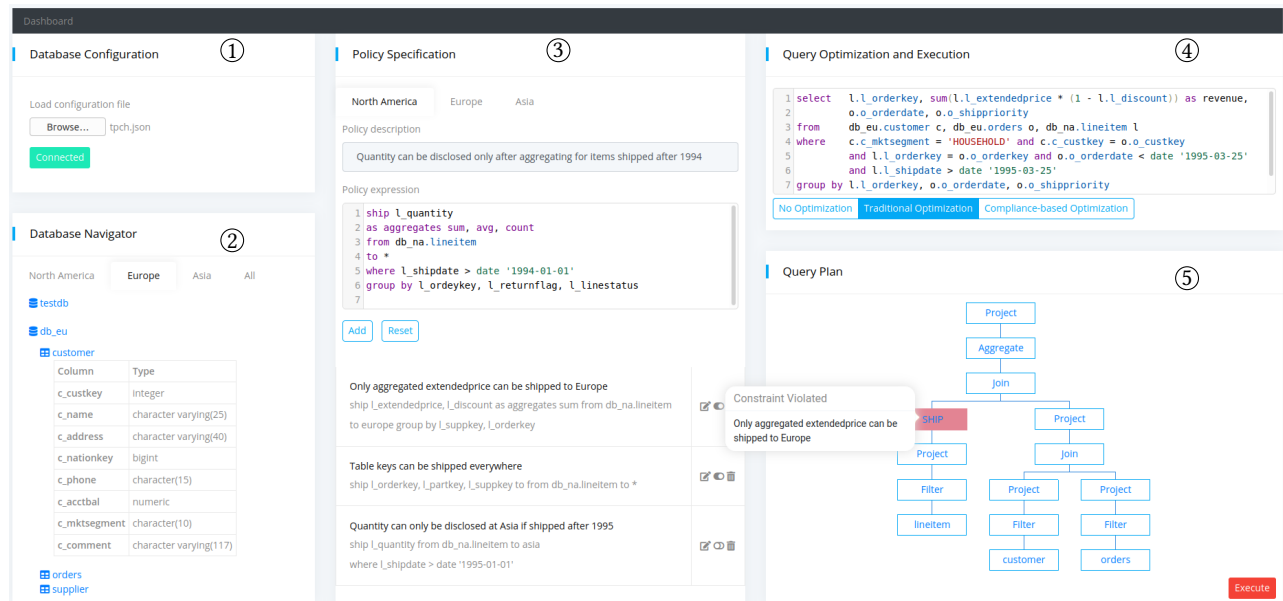 Dashboard
Database Configuration
①
Load configuration file
Browse...
tpch.json
Connected
Database Navigator
②
North America
Europe
Asia
All
testdb
db_eu
customer
Column Type
c_custkey integer
c_name character varying(25)
c_address character varying(40)
c_nationkey bigint
c_phone character(15)
c_acctbal numeric
c_mktsegment character(10)
c_comment character varying(117)
orders
supplier
Policy Specification
③
North America
Europe
Asia
Policy description
Quantity can be disclosed only after aggregating for items shipped after 1994
Policy expression
1 ship l_quantity
2 as aggregates sum, avg, count
3 from db_na.lineitem
4 to *
5 where l_shipdate > date '1994-01-01'
6 group by l_ordeykey, l_returnflag, l_linestatus
7
Add
Reset
Only aggregated extendedprice can be shipped to Europe
ship l_extendedprice, l_discount as aggregates sum from db_na.lineitem
to europe group by l_suppkey, l_orderkey
Table keys can be shipped everywhere
ship l_orderkey, l_partkey, l_suppkey to from db_na.lineitem to *
Quantity can only be disclosed at Asia if shipped after 1995
ship l_quantity from db_na.lineitem to asia
where l_shipdate > date '1995-01-01'
Query Optimization and Execution
④
1 select l.l_orderkey, sum(l.l_extendedprice * (1 - l.l_discount)) as revenue,
2 o.o_orderdate, o.o_shippriority
3 from db_eu.customer c, db_eu.orders o, db_na.lineitem l
4 where c.c_mktsegment = 'HOUSEHOLD' and c.c_custkey = o.o_custkey
5 and l.l_orderkey = o.o_orderkey and o.o_orderdate < date '1995-03-25'
6 and l.l_shipdate > date '1995-03-25'
7 group by l.l_orderkey, o.o_orderdate, o.o_shippriority
No Optimization
Traditional Optimization
Compliance-based Optimization
Query Plan
⑤
Project
Aggregate
Join
Constraint Violated
Only aggregated extendedprice can be
shipped to Europe
SHIP
Project
Project
Join
Filter
Project
Project
lineitem
Filter
Filter
customer
orders
Execute